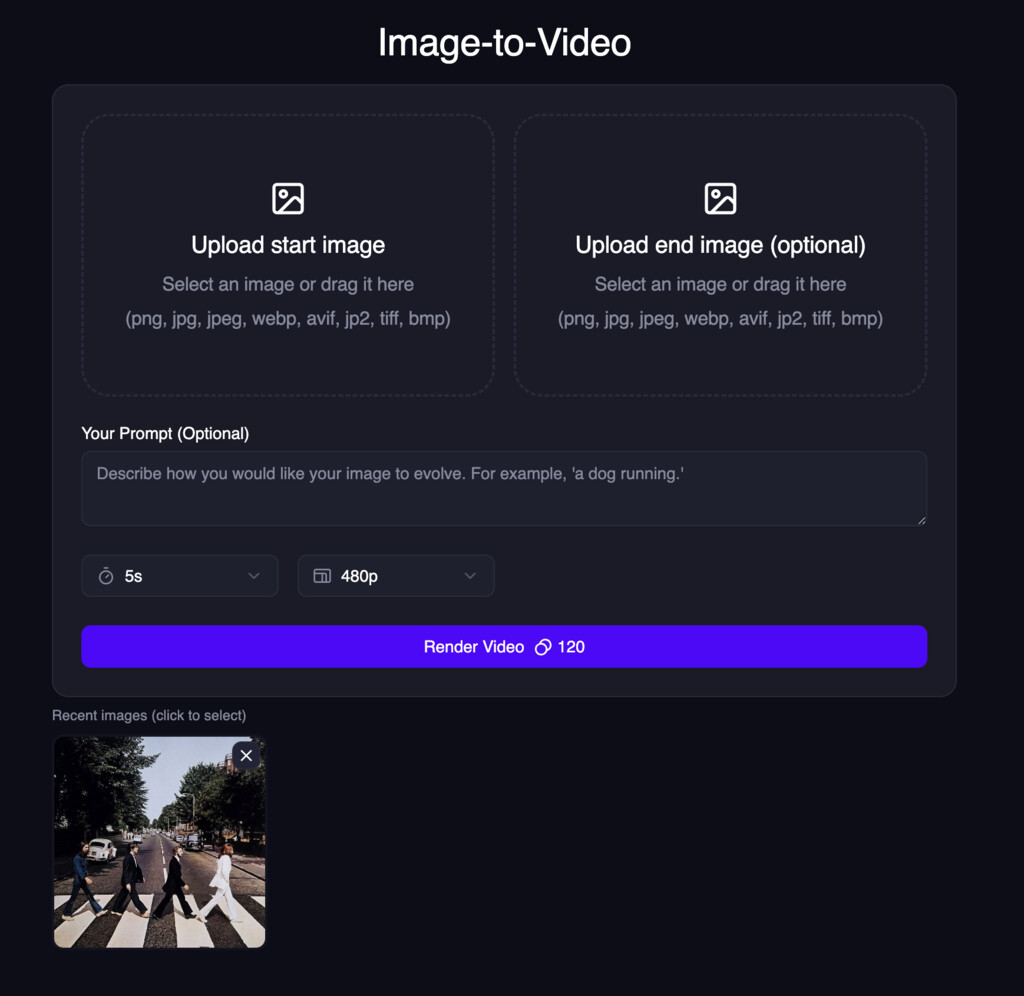 Image-to-Video
Upload start image
Select an image or drag it here
(png, jpg, jpeg, webp, avif, jp2, tiff, bmp)
Upload end image (optional)
Select an image or drag it here
(png, jpg, jpeg, webp, avif, jp2, tiff, bmp)
Your Prompt (Optional)
Describe how you would like your image to evolve. For example, 'a dog running.'
5s
480p
Render Video 120
Recent images (click to select)